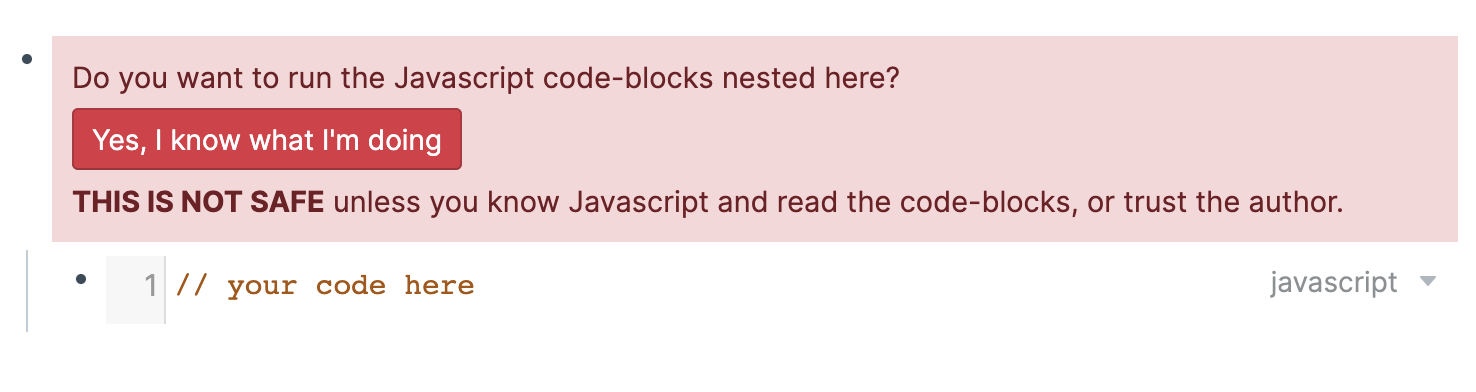 Do you want to run the Javascript code-blocks nested here?
Yes, I know what I'm doing
THIS IS NOT SAFE unless you know Javascript and read the code-blocks, or trust the author.
1 // your code here javascript